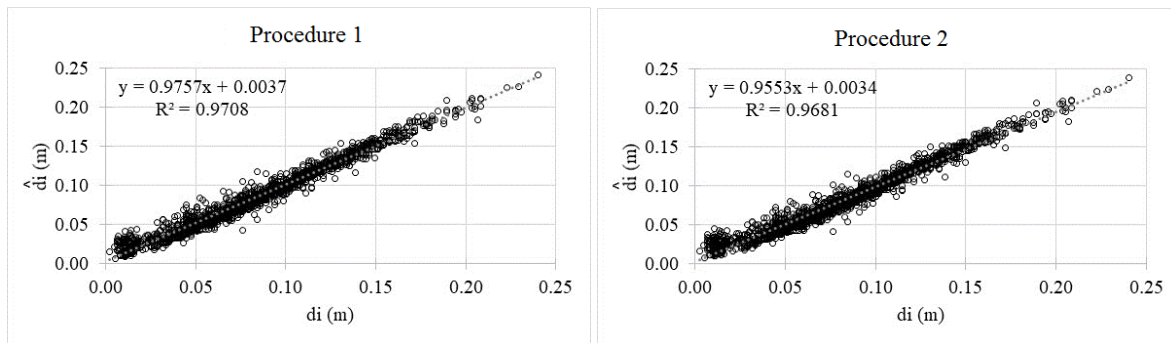 Procedure 1
0.25
y = 0.9757x + 0.0037
R² = 0.9708
0.20
0.15
0.10
0.05
0.00
d̂i (m)
0.00 0.05 0.10 0.15 0.20 0.25
di (m)
Procedure 2
0.25
y = 0.9553x + 0.0034
R² = 0.9681
0.20
0.15
0.10
0.05
0.00
d̂i (m)
0.00 0.05 0.10 0.15 0.20 0.25
di (m)